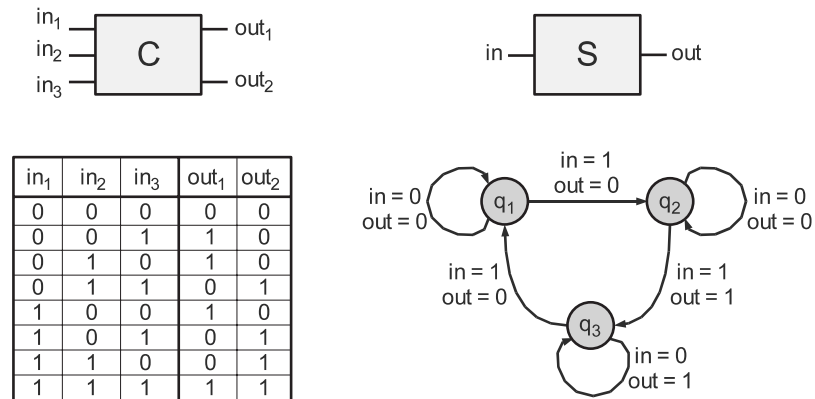 in₁
in₂
in₃
C
out₁
out₂
in
S
out
in₁ in₂ in₃ out₁ out₂
0 0 0 0 0
0 0 1 1 0
0 1 0 1 0
0 1 1 0 1
1 0 0 1 0
1 0 1 0 1
1 1 0 0 1
1 1 1 1 1
in = 1
out = 0
in = 0
out = 0
q₁
q₂
in = 0
out = 0
in = 1
out = 0
in = 1
out = 1
q₃
in = 0
out = 1